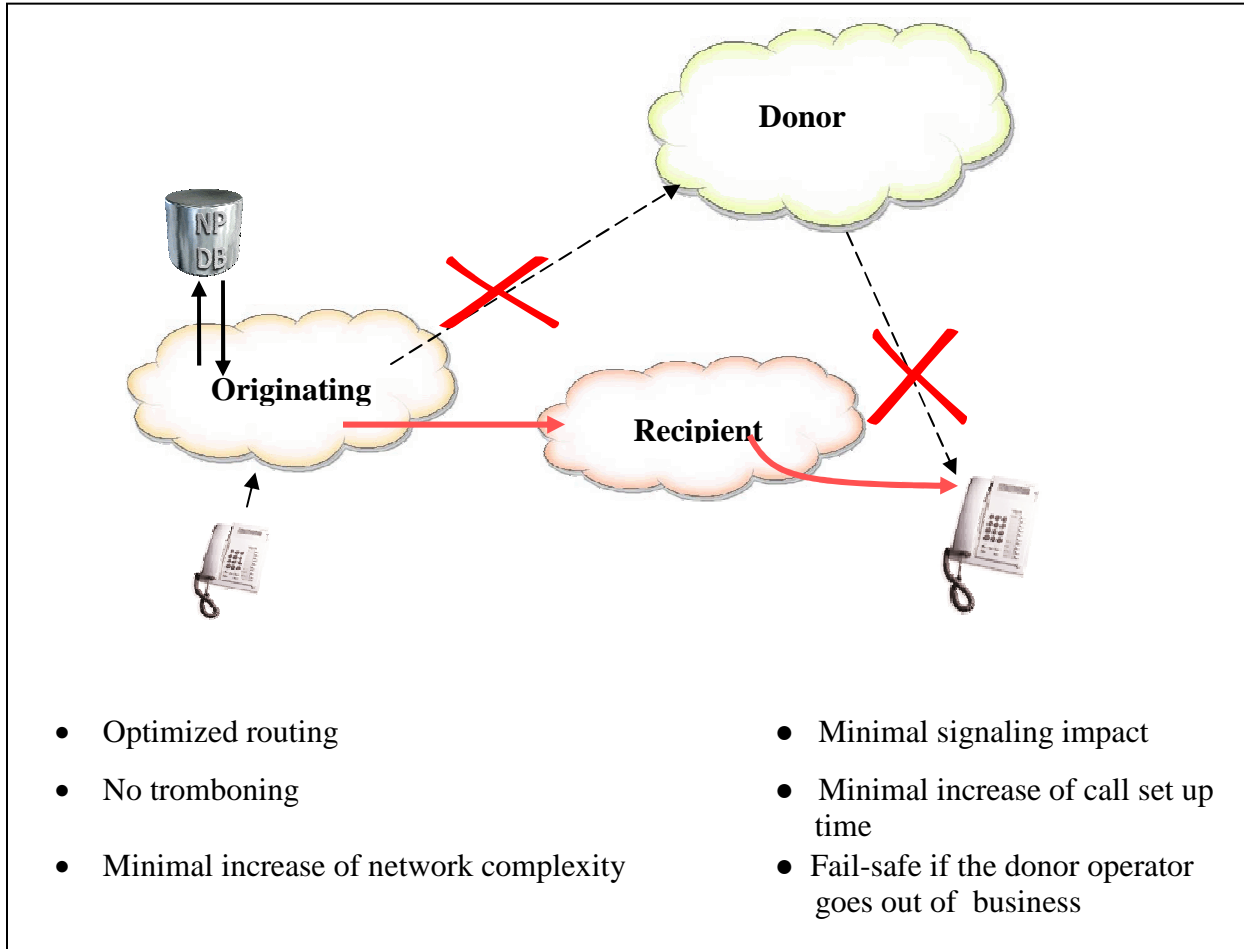 Donor
NP
DB
Originating
Recipient
• Optimized routing
• No tromboning
• Minimal increase of network complexity
● Minimal signaling impact
● Minimal increase of call set up
time
● Fail-safe if the donor operator
goes out of business